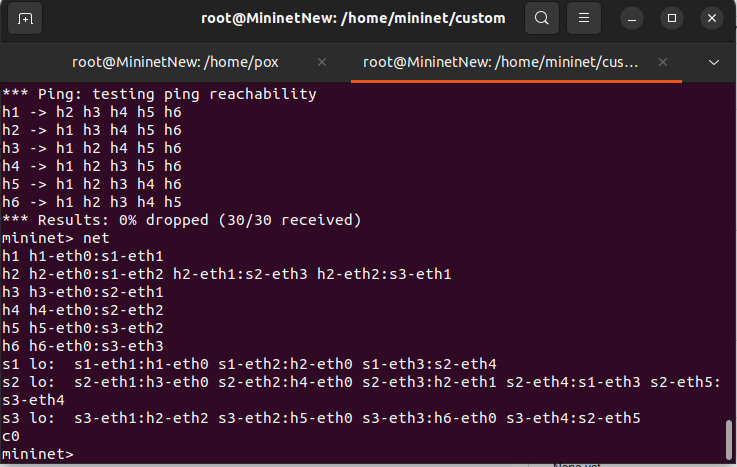 root@MininetNew: /home/mininet/custom
root@MininetNew: /home/pox
root@MininetNew: /home/mininet/cus...
*** Ping: testing ping reachability
h1 -> h2 h3 h4 h5 h6
h2 -> h1 h3 h4 h5 h6
h3 -> h1 h2 h4 h5 h6
h4 -> h1 h2 h3 h5 h6
h5 -> h1 h2 h3 h4 h6
h6 -> h1 h2 h3 h4 h5
*** Results: 0% dropped (30/30 received)
mininet> net
h1 h1-eth0:s1-eth1
h2 h2-eth0:s1-eth2 h2-eth1:s2-eth3 h2-eth2:s3-eth1
h3 h3-eth0:s2-eth1
h4 h4-eth0:s2-eth2
h5 h5-eth0:s3-eth2
h6 h6-eth0:s3-eth3
s1 lo:  s1-eth1:h1-eth0 s1-eth2:h2-eth0 s1-eth3:s2-eth4
s2 lo:  s2-eth1:h3-eth0 s2-eth2:h4-eth0 s2-eth3:h2-eth1 s2-eth4:s1-eth3 s2-eth5:
s3-eth4
s3 lo:  s3-eth1:h2-eth2 s3-eth2:h5-eth0 s3-eth3:h6-eth0 s3-eth4:s2-eth5
c0
mininet>